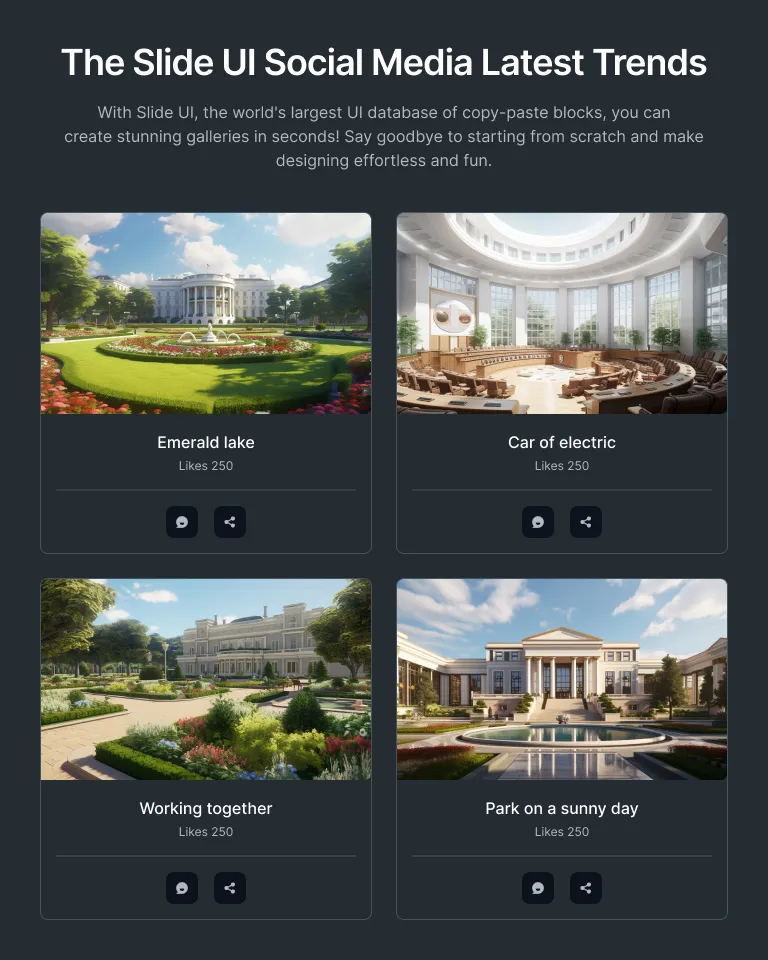 The Slide UI Social Media Latest Trends
With Slide UI, the world's largest UI database of copy-paste blocks, you can
create stunning galleries in seconds! Say goodbye to starting from scratch and make
designing effortless and fun.
Emerald lake
Likes 250
Car of electric
Likes 250
Working together
Likes 250
Park on a sunny day
Likes 250